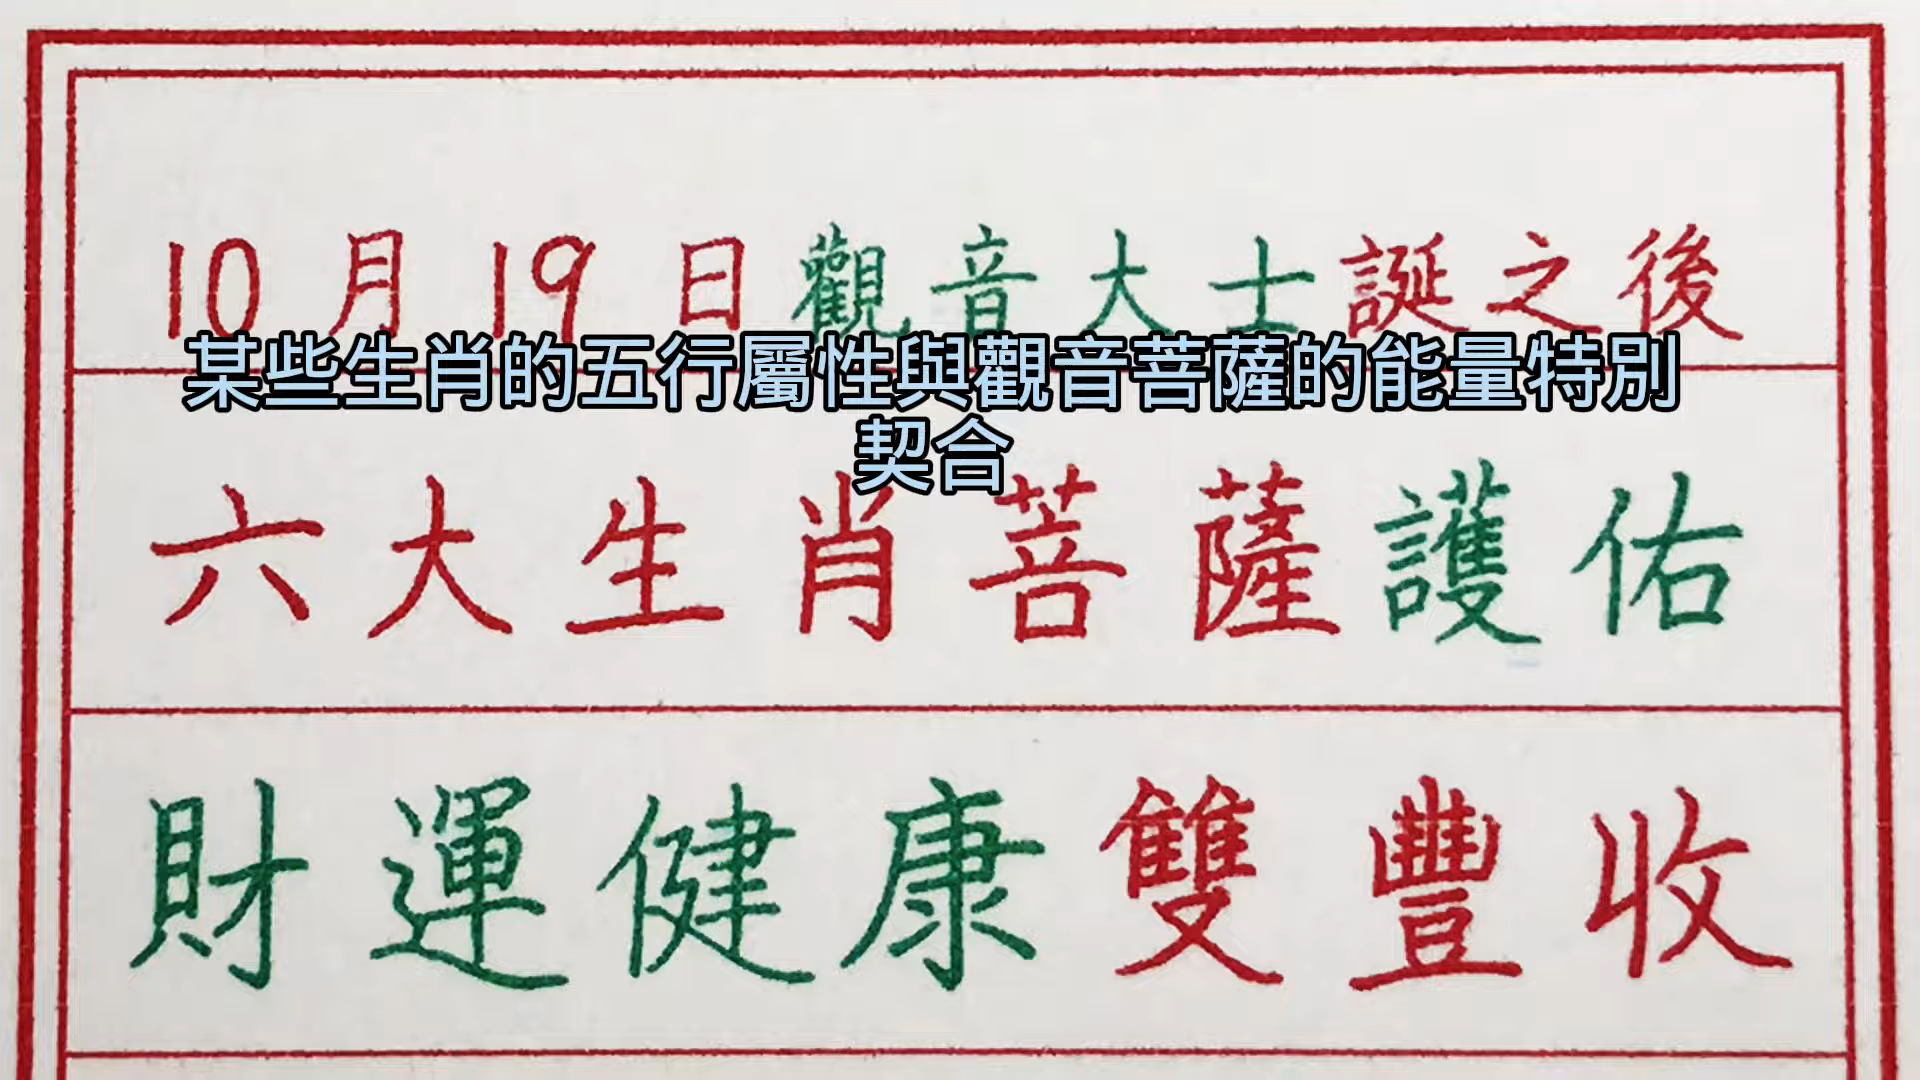 10月19日觀音大士誕之後
某些生肖的五行屬性與觀音菩薩的能量特別
契合
六大生肖菩薩護佑
財運健康雙豐收